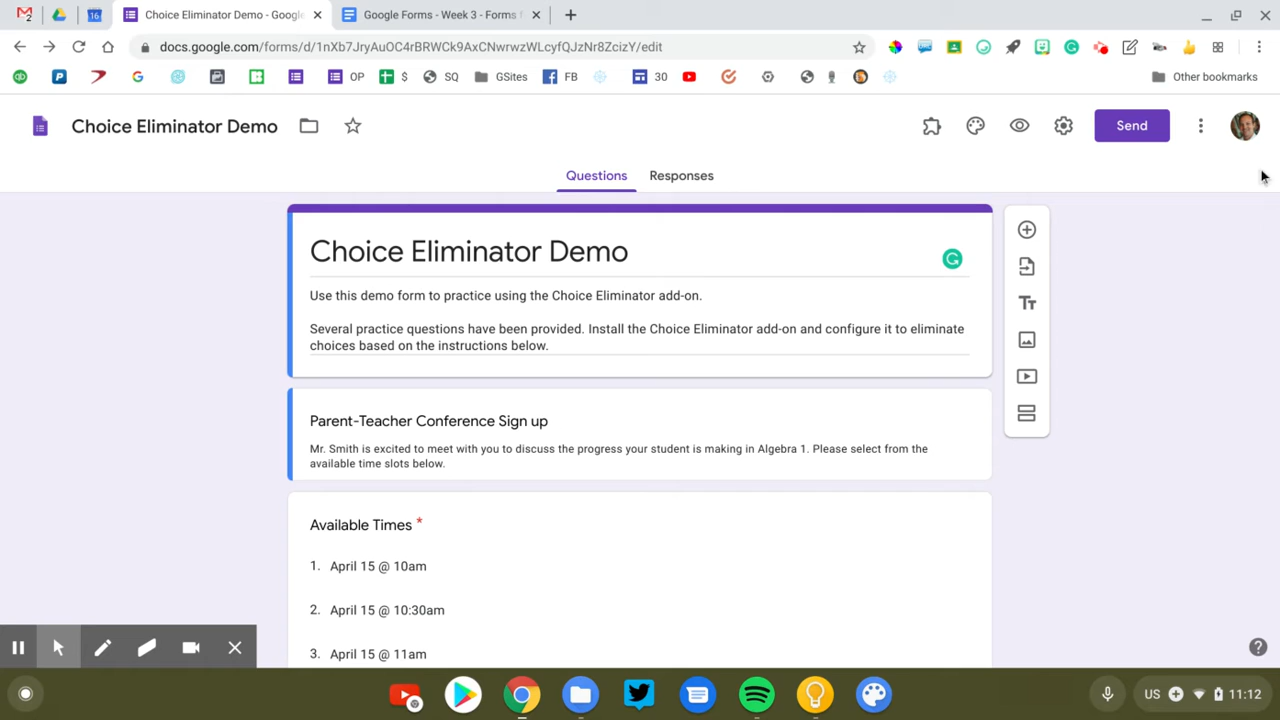 Choice Eliminator Demo - Google
Google Forms - Week 3 - Forms f
docs.google.com/forms/d/1nXb7JryAuOC4rBRWCk9AxCNwrwzWLcyfQJzNr8ZcizY/edit
OP
$
SQ
GSites
FB
30
Other bookmarks
Choice Eliminator Demo
Send
Questions
Responses
Choice Eliminator Demo
Use this demo form to practice using the Choice Eliminator add-on.
Several practice questions have been provided. Install the Choice Eliminator add-on and configure it to eliminate
choices based on the instructions below.
Parent-Teacher Conference Sign up
Mr. Smith is excited to meet with you to discuss the progress your student is making in Algebra 1. Please select from the
available time slots below.
Available Times *
1. April 15 @ 10am
2. April 15 @ 10:30am
3. April 15 @ 11am
US
11:12